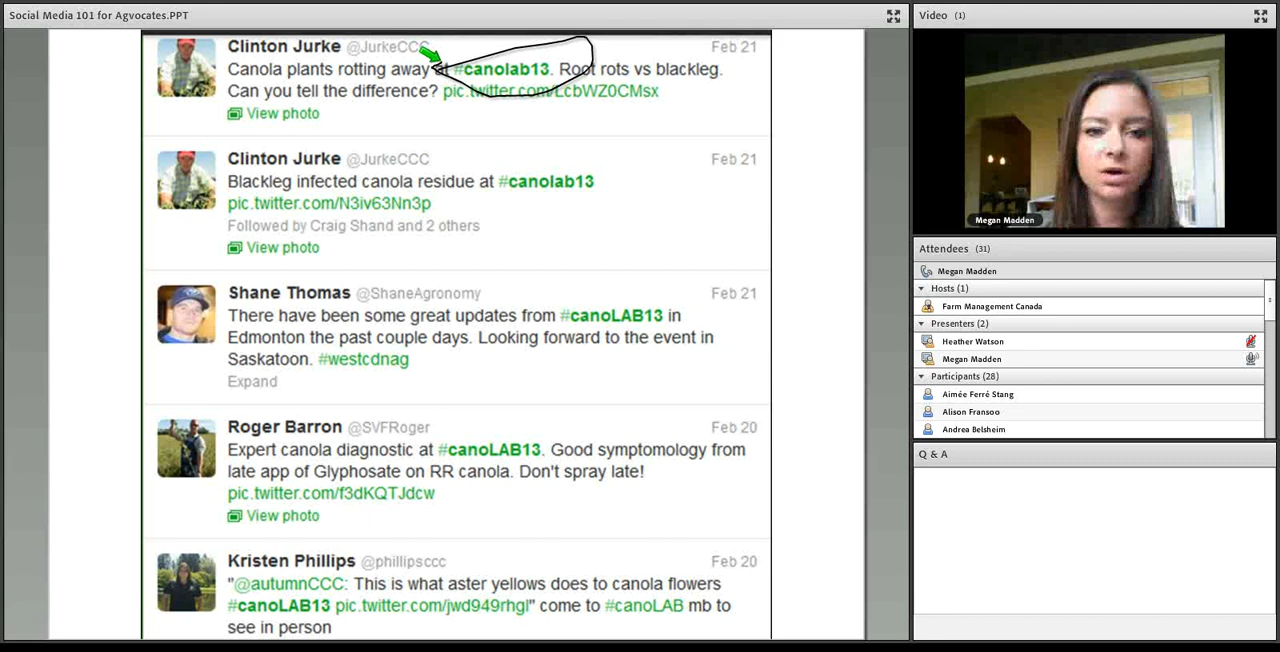 Social Media 101 for Agvocates.PPT
Clinton Jurke @JurkeCCC Feb 21
Canola plants rotting away at #canolab13. Root rots vs blackleg.
Can you tell the difference? pic.twitter.com/LcbWZ0CMsx
View photo
Clinton Jurke @JurkeCCC Feb 21
Blackleg infected canola residue at #canolab13
pic.twitter.com/N3iv63Nn3p
Followed by Craig Shand and 2 others
View photo
Shane Thomas @ShaneAgronomy Feb 21
There have been some great updates from #canoLAB13 in
Edmonton the past couple days. Looking forward to the event in
Saskatoon. #westcdnag
Expand
Roger Barron @SVFRoger Feb 20
Expert canola diagnostic at #canoLAB13. Good symptomology from
late app of Glyphosate on RR canola. Don't spray late!
pic.twitter.com/f3dKQTJdcw
View photo
Kristen Phillips @phillipsccc Feb 20
"@autumnCCC: This is what aster yellows does to canola flowers
#canoLAB13 pic.twitter.com/jwd949rhgl" come to #canoLAB mb to
see in person
Video (1)
Megan Madden
Attendees (31)
Megan Madden
Hosts (1)
Farm Management Canada
Presenters (2)
Heather Watson
Megan Madden
Participants (28)
Aimée Ferré Stang
Alison Fransoo
Andrea Belsheim
Q & A